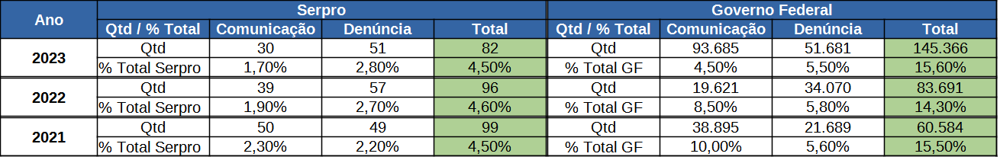 Ano Serpro Governo Federal
Qtd / % Total Comunicação Denúncia Total Qtd / % Total Comunicação Denúncia Total
2023 Qtd 30 51 82 Qtd 93.685 51.681 145.366
% Total Serpro 1,70% 2,80% 4,50% % Total GF 4,50% 5,50% 15,60%
2022 Qtd 39 57 96 Qtd 19.621 34.070 83.691
% Total Serpro 1,90% 2,70% 4,60% % Total GF 8,50% 5,80% 14,30%
2021 Qtd 50 49 99 Qtd 38.895 21.689 60.584
% Total Serpro 2,30% 2,20% 4,50% % Total GF 10,00% 5,60% 15,50%